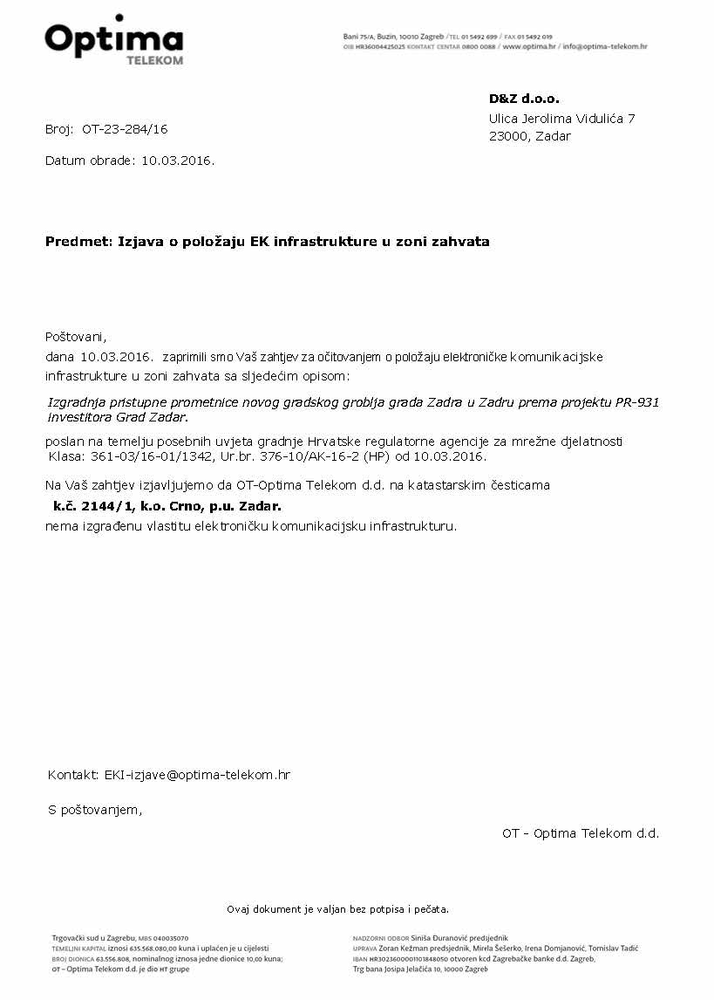 Optima
TELEKOM
Bani 75/A, Buzin, 10010 Zagreb / TEL 01 5492 699 / FAX 01 5492 019
OIB HR36004425025 KONTAKT CENTAR 0800 0088 / www.optima.hr / info@optima-telekom.hr
D&Z d.o.o.
Ulica Jerolima Vidulića 7
23000, Zadar
Broj: OT-23-284/16
Datum obrade: 10.03.2016.
Predmet: Izjava o položaju EK infrastrukture u zoni zahvata
Poštovani,
dana 10.03.2016. zaprimili smo Vaš zahtjev za očitovanjem o položaju elektroničke komunikacijske
infrastrukture u zoni zahvata sa sljedećim opisom:
Izgradnja pristupne prometnice novog gradskog groblja grada Zadra u Zadru prema projektu PR-931
investitora Grad Zadar.
poslan na temelju posebnih uvjeta gradnje Hrvatske regulatorne agencije za mrežne djelatnosti
Klasa: 361-03/16-01/1342, Ur.br. 376-10/AK-16-2 (HP) od 10.03.2016.
Na Vaš zahtjev izjavljujemo da OT-Optima Telekom d.d. na katastarskim česticama
k.č. 2144/1, k.o. Crno, p.u. Zadar.
nema izgrađenu vlastitu elektroničku komunikacijsku infrastrukturu.
Kontakt: EKI-izjave@optima-telekom.hr
S poštovanjem,
OT - Optima Telekom d.d.
Ovaj dokument je valjan bez potpisa i pečata.
Trgovački sud u Zagrebu, MBS 040035070
TEMELJNI KAPITAL iznosi 635.568.080,00 kuna i uplaćen je u cijelosti
BROJ DIONICA 63.556.808, nominalnog iznosa jedne dionice 10,00 kuna;
OT – Optima Telekom d.d. je dio HT grupe
NADZORNI ODBOR Siniša Đuranović predsjednik
UPRAVA Zoran Kežman predsjednik, Mirela Šešerko, Irena Domjanović, Tomislav Tadić
IBAN HR3023600001101848050 otvoren kod Zagrebačke banke d.d. Zagreb,
Trg bana Josipa Jelačića 10, 10000 Zagreb